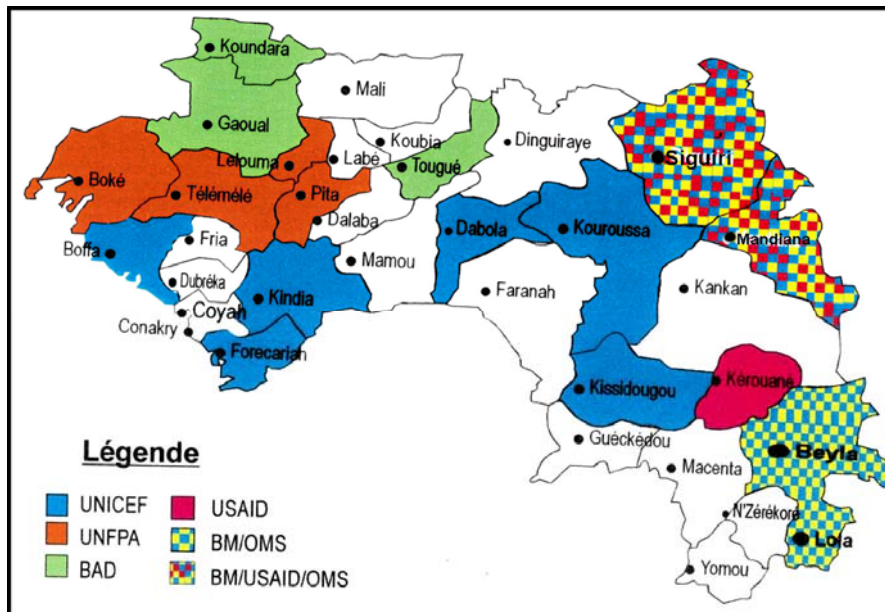 Koundara
Mali
Gaoual
Koubia
Dinguiraye
Lelouma
Labé
Tougué
Siguiri
Boké
Télémélé
Pita
Dalaba
Dabola
Kouroussa
Mandiana
Boffa
Fria
Mamou
Dubréka
Kindia
Faranah
Kankan
Coyah
Conakry
Forecariah
Kissidougou
Kérouané
Guéckédou
Beyla
Macenta
N'Zérékoré
Lola
Yomou
Légende
UNICEF
USAID
UNFPA
BM/OMS
BAD
BM/USAID/OMS